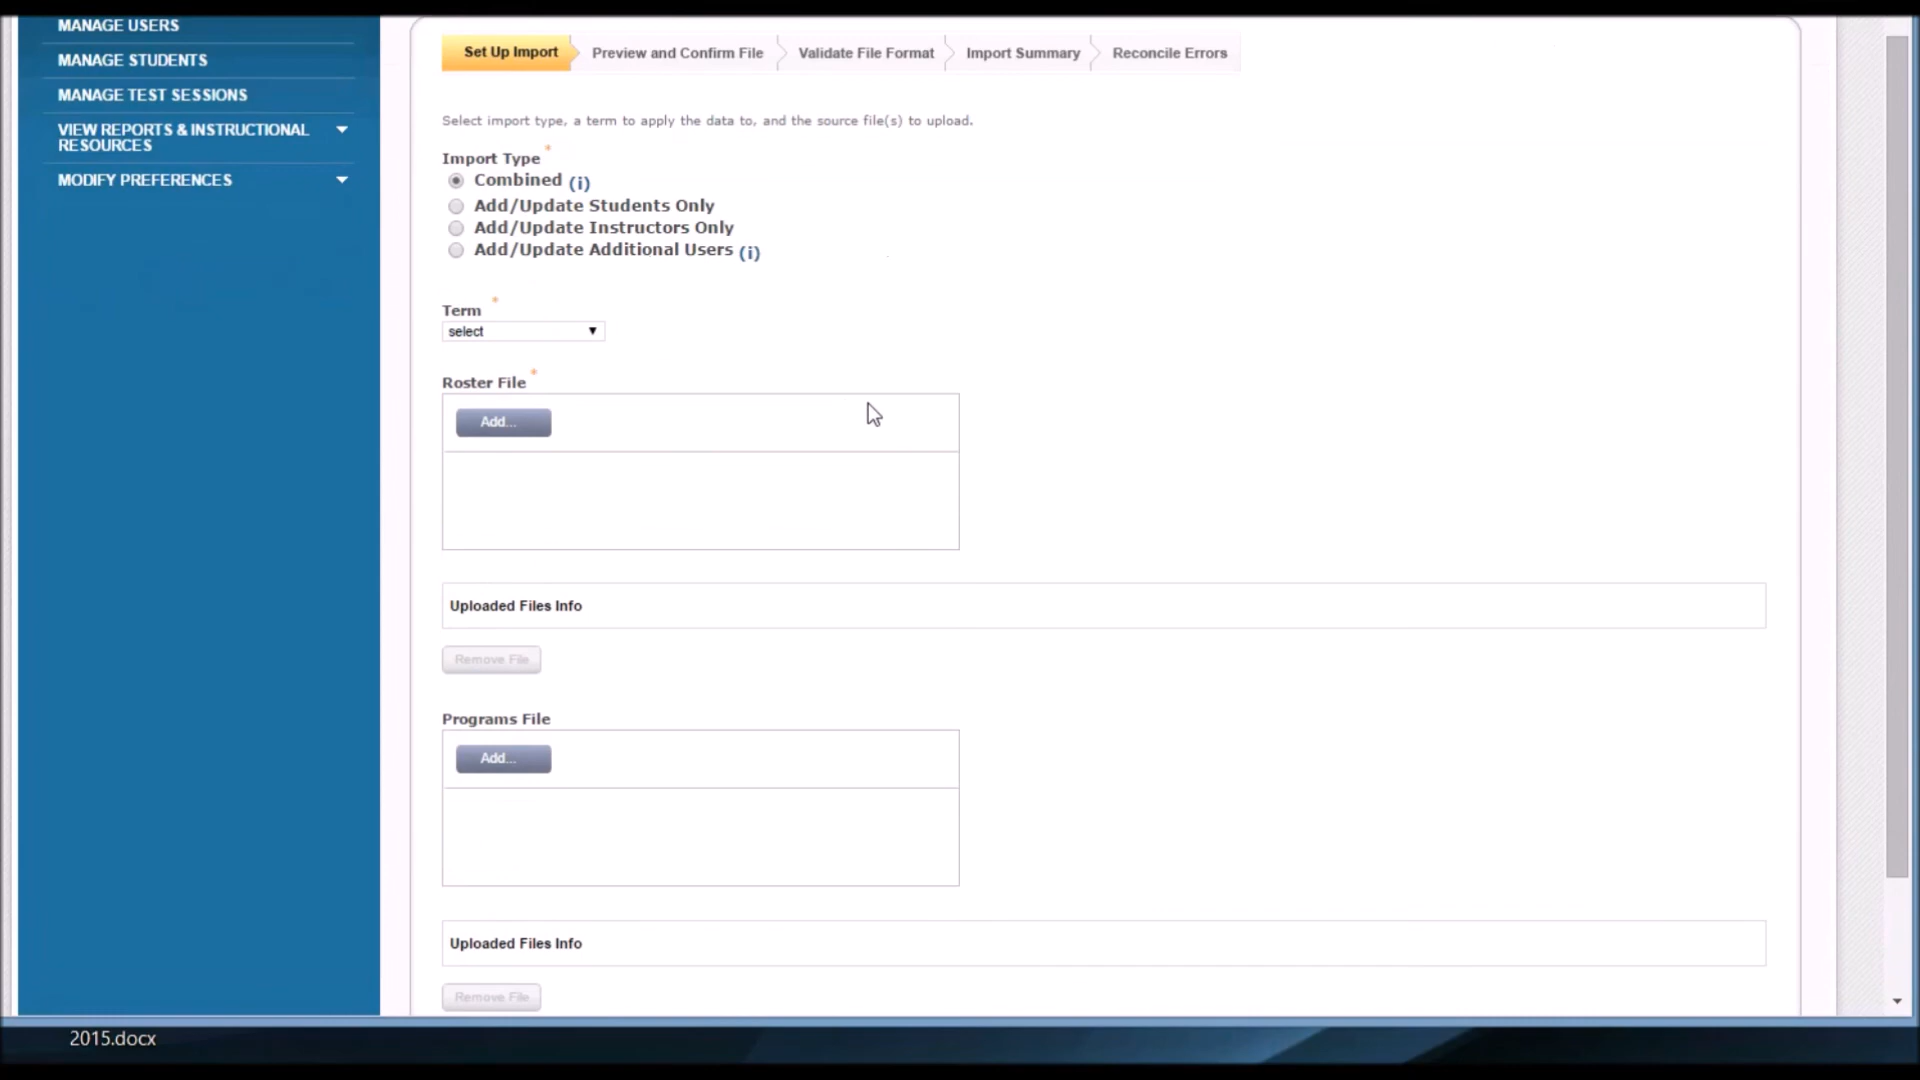 MANAGE USERS
MANAGE STUDENTS
MANAGE TEST SESSIONS
VIEW REPORTS & INSTRUCTIONAL
RESOURCES
MODIFY PREFERENCES
Set Up Import
Preview and Confirm File
Validate File Format
Import Summary
Reconcile Errors
Select import type, a term to apply the data to, and the source file(s) to upload.
Import Type *
Combined (i)
Add/Update Students Only
Add/Update Instructors Only
Add/Update Additional Users (i)
Term *
select
Roster File *
Add...
Uploaded Files Info
Remove File
Programs File
Add...
Uploaded Files Info
Remove File
2015.docx